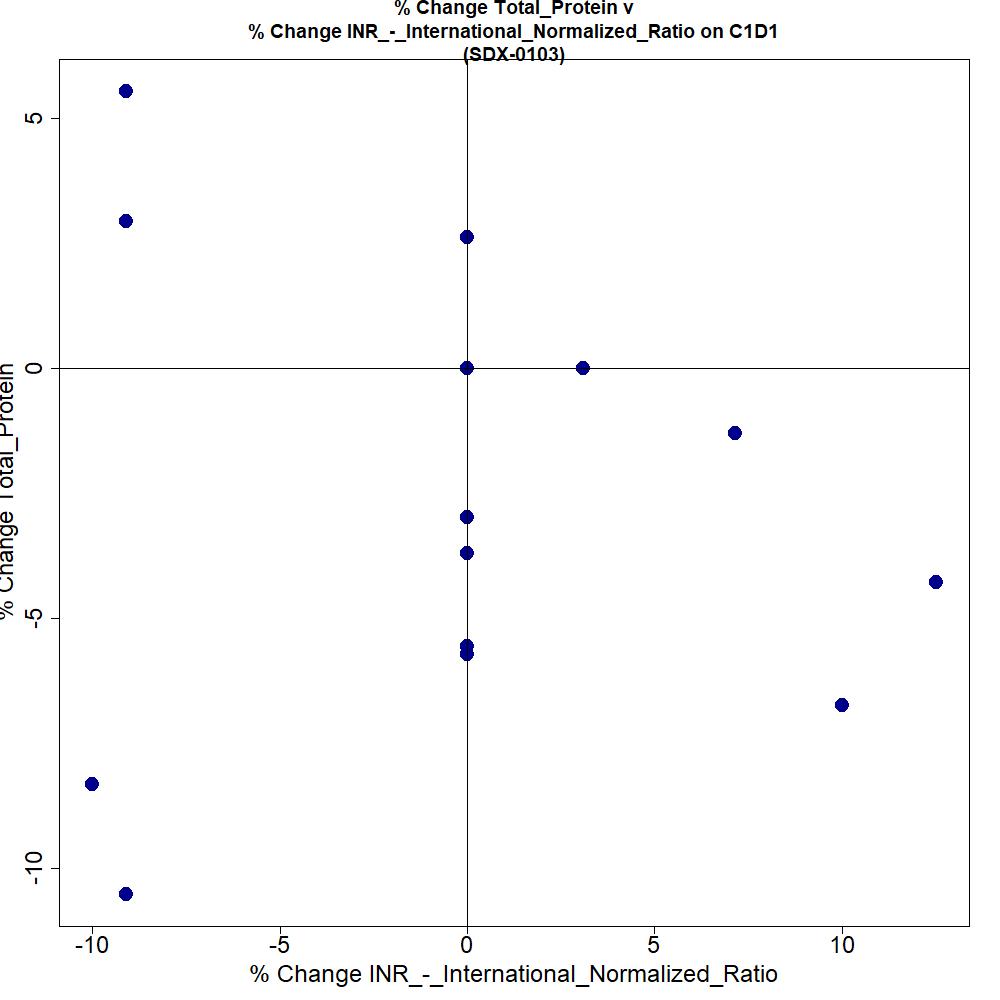 % Change Total_Protein v
% Change INR_-_International_Normalized_Ratio on C1D1
(SDX-0103)
5
0
-5
-10
% Change Total_Protein
-10
-5
0
5
10
% Change INR_-_International_Normalized_Ratio